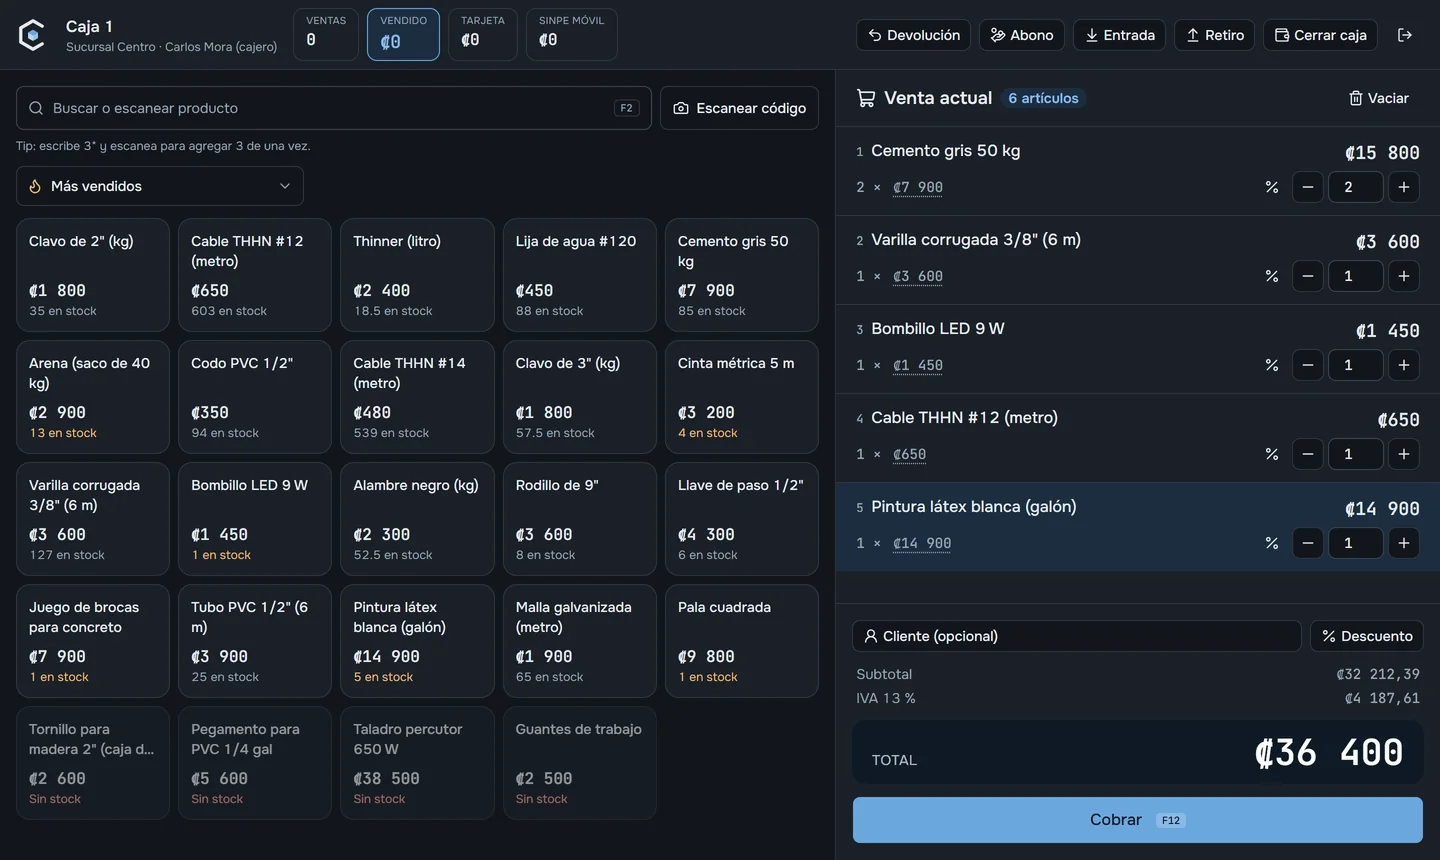 Caja 1
Sucursal Centro · Carlos Mora (cajero)
VENTAS
0
VENDIDO
₡0
TARJETA
₡0
SINPE MÓVIL
₡0
Devolución
Abono
Entrada
Retiro
Cerrar caja
Buscar o escanear producto
F2
Escanear código
Tip: escribe 3* y escanea para agregar 3 de una vez.
Más vendidos
Clavo de 2" (kg)
₡1 800
35 en stock
Cable THHN #12
(metro)
₡650
603 en stock
Thinner (litro)
₡2 400
18.5 en stock
Lija de agua #120
₡450
88 en stock
Cemento gris 50
kg
₡7 900
85 en stock
Arena (saco de 40
kg)
₡2 900
13 en stock
Codo PVC 1/2"
₡350
94 en stock
Cable THHN #14
(metro)
₡480
539 en stock
Clavo de 3" (kg)
₡1 800
57.5 en stock
Cinta métrica 5 m
₡3 200
4 en stock
Varilla corrugada
3/8" (6 m)
₡3 600
127 en stock
Bombillo LED 9 W
₡1 450
1 en stock
Alambre negro (kg)
₡2 300
52.5 en stock
Rodillo de 9"
₡3 600
8 en stock
Llave de paso 1/2"
₡4 300
6 en stock
Juego de brocas
para concreto
₡7 900
1 en stock
Tubo PVC 1/2" (6
m)
₡3 900
25 en stock
Pintura látex
blanca (galón)
₡14 900
5 en stock
Malla galvanizada
(metro)
₡1 900
65 en stock
Pala cuadrada
₡9 800
1 en stock
Tornillo para
madera 2" (caja d...
₡2 600
Sin stock
Pegamento para
PVC 1/4 gal
₡5 600
Sin stock
Taladro percutor
650 W
₡38 500
Sin stock
Guantes de trabajo
₡2 500
Sin stock
Venta actual 6 artículos
Vaciar
1 Cemento gris 50 kg ₡15 800
2 × ₡7 900 % − 2 +
2 Varilla corrugada 3/8" (6 m) ₡3 600
1 × ₡3 600 % − 1 +
3 Bombillo LED 9 W ₡1 450
1 × ₡1 450 % − 1 +
4 Cable THHN #12 (metro) ₡650
1 × ₡650 % − 1 +
5 Pintura látex blanca (galón) ₡14 900
1 × ₡14 900 % − 1 +
Cliente (opcional)
% Descuento
Subtotal ₡32 212,39
IVA 13 % ₡4 187,61
TOTAL ₡36 400
Cobrar F12